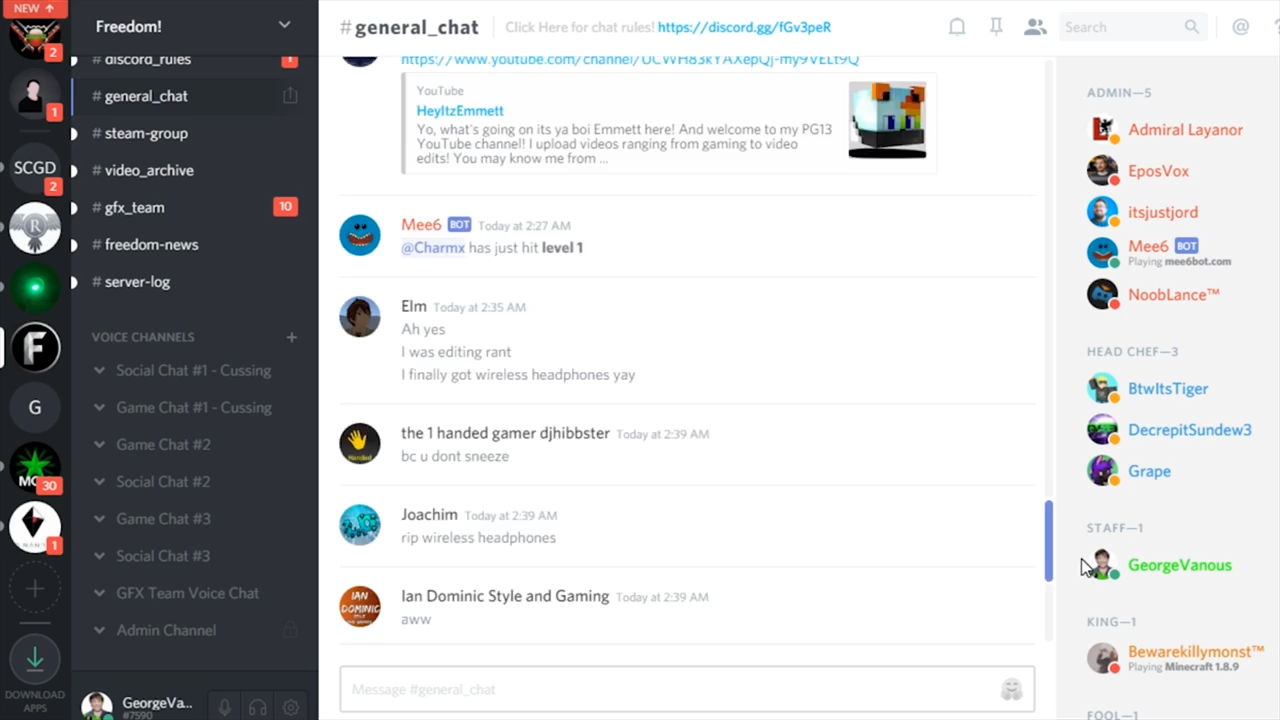 NEW ↑
2
1
SCGD
2
G
30
1
DOWNLOAD
APPS
Freedom!
discord_rules
1
# general_chat
# steam-group
# video_archive
# gfx_team
10
# freedom-news
# server-log
VOICE CHANNELS +
Social Chat #1 - Cussing
Game Chat #1 - Cussing
Game Chat #2
Social Chat #2
Game Chat #3
Social Chat #3
GFX Team Voice Chat
Admin Channel
GeorgeVa...
#7590
#general_chat
Click Here for chat rules! https://discord.gg/fGv3peR
Search
@
YouTube
HeyItzEmmett
Yo, what's going on its ya boi Emmett here! And welcome to my PG13
YouTube channel! I upload videos ranging from gaming to video
edits! You may know me from ...
Mee6 BOT Today at 2:27 AM
@Charmx has just hit level 1
Elm Today at 2:35 AM
Ah yes
I was editing rant
I finally got wireless headphones yay
the 1 handed gamer djhibbster Today at 2:39 AM
bc u dont sneeze
Joachim Today at 2:39 AM
rip wireless headphones
IAN
DOMINIC
Ian Dominic Style and Gaming Today at 2:39 AM
aww
Message #general_chat
ADMIN—5
Admiral Layanor
EposVox
itsjustjord
Mee6 BOT
Playing mee6bot.com
NoobLance™
HEAD CHEF—3
BtwItsTiger
DecrepitSundew3
Grape
STAFF—1
GeorgeVanous
KING—1
Bewarekillymonst™
Playing Minecraft 1.8.9
FOOL—1